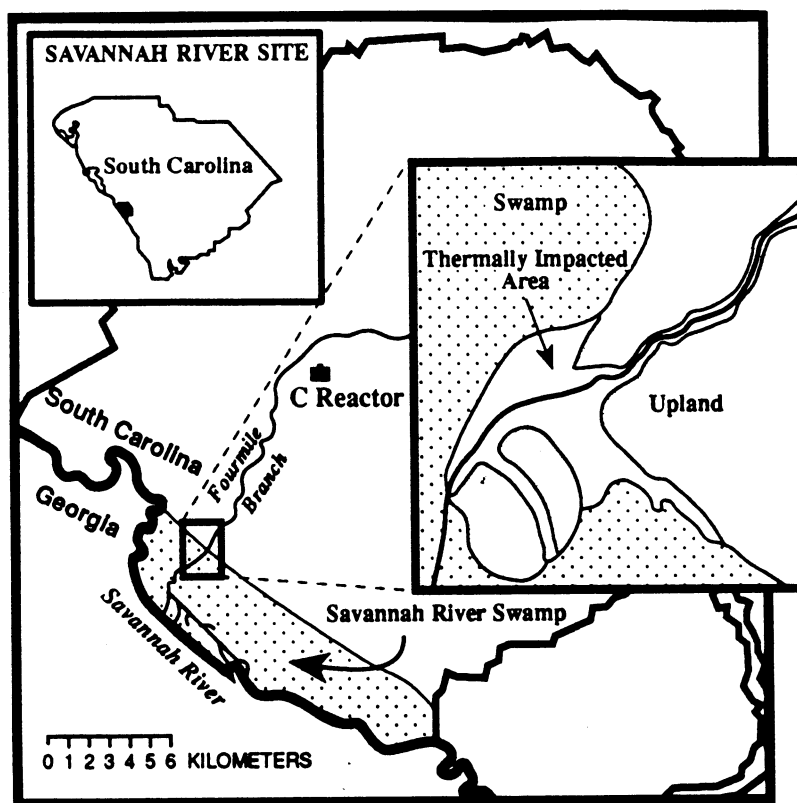 SAVANNAH RIVER SITE
South Carolina
Swamp
Thermally Impacted
Area
C Reactor
Upland
South Carolina
Fourmile
Branch
Georgia
Savannah River
Savannah River Swamp
0 1 2 3 4 5 6 KILOMETERS